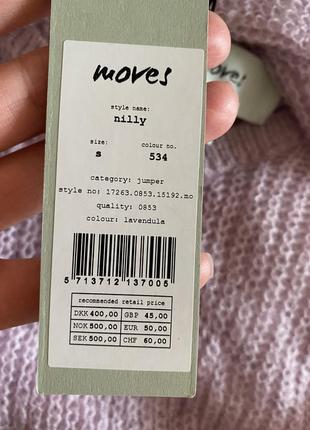 moves
moves
style name:
nilly
size: colour no.
s 534
category: jumper
style no: 17263.0853.15192.mo
quality: 0853
colour: lavendula
5 713712 137005
recommended retail price
DKK 400,00 GBP 45,00
NOK 500,00 EUR 50,00
SEK 500,00 CHF 60,00